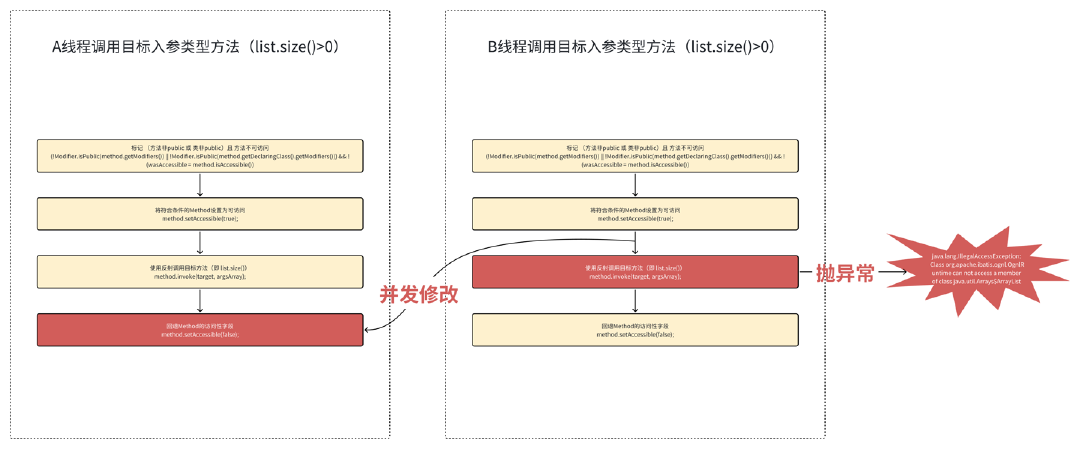 A线程调用目标入参类型方法（list.size()>0）
标记 （方法非public 或 类非public）且 方法不可访问
(!Modifier.isPublic(method.getModifiers()) || !Modifier.isPublic(method.getDeclaringClass().getModifiers())) && !
(wasAccessible = method.isAccessible())
将符合条件的Method设置为可访问
method.setAccessible(true);
使用反射调用目标方法（即 list.size()）
method.invoke(target, argsArray);
回滚Method的访问性字段
method.setAccessible(false);
B线程调用目标入参类型方法（list.size()>0）
标记 （方法非public 或 类非public）且 方法不可访问
(!Modifier.isPublic(method.getModifiers()) || !Modifier.isPublic(method.getDeclaringClass().getModifiers())) && !
(wasAccessible = method.isAccessible())
将符合条件的Method设置为可访问
method.setAccessible(true);
使用反射调用目标方法（即 list.size()）
method.invoke(target, argsArray);
回滚Method的访问性字段
method.setAccessible(false);
并发修改
抛异常
java.lang.IllegalAccessException:
Class org.apache.ibatis.ognl.OgnlR
untime can not access a member
of class java.util.Arrays$ArrayList